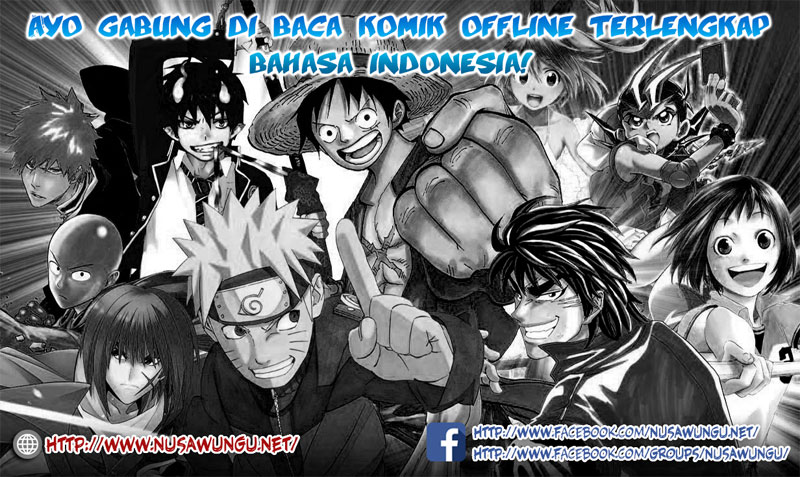 AYO GABUNG DI BACA KOMIK OFFLINE TERLENGKAP
BAHASA INDONESIA!
HTTP://WWW.NUSAWUNGU.NET/
HTTP://WWW.FACEBOOK.COM/NUSAWUNGU.NET/
HTTP://WWW.FACEBOOK.COM/GROUPS/NUSAWUNGU/